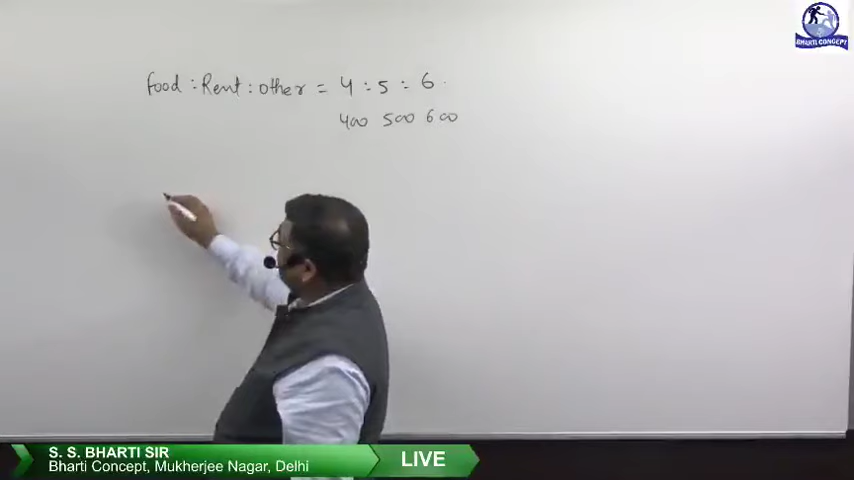 BHARTI CONCEPT
food : Rent : other = 4 : 5 : 6
400 500 600
S. S. BHARTI SIR
Bharti Concept, Mukherjee Nagar, Delhi
LIVE